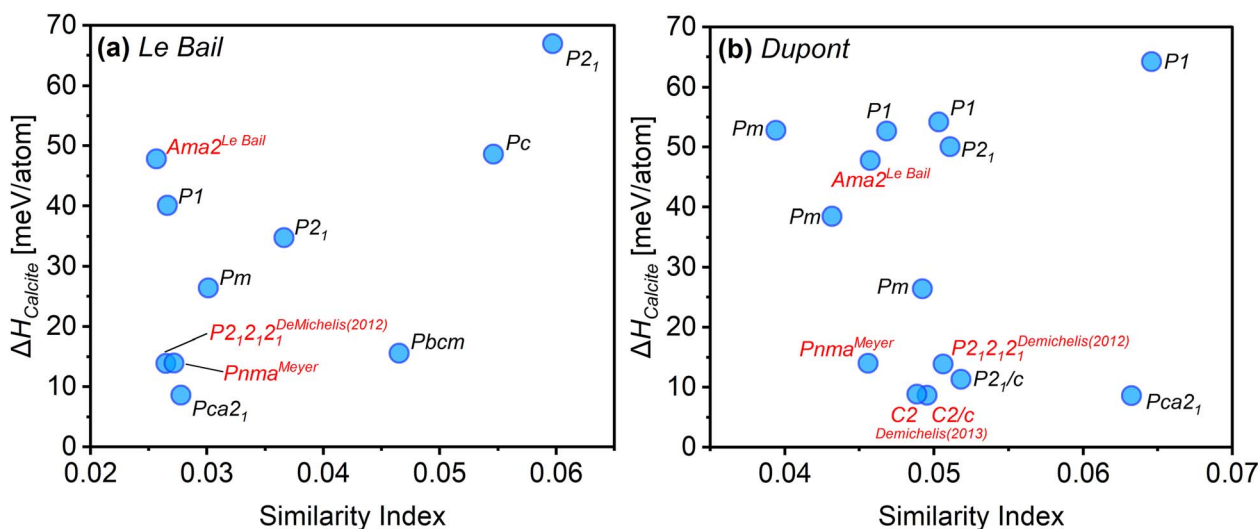 (a) Le Bail
ΔH_Calcite [meV/atom]
70
60
50
40
30
20
10
0
P2₁
Pc
Ama2^Le Bail
P1
P2₁
Pm
P2₁2₁2₁^DeMichelis(2012)
Pbcm
Pnma^Meyer
Pca2₁
0.02 0.03 0.04 0.05 0.06
Similarity Index
(b) Dupont
ΔH_Calcite [meV/atom]
70
60
50
40
30
20
10
0
P1
P1
P1
Pm
P2₁
Ama2^Le Bail
Pm
Pm
Pnma^Meyer
P2₁2₁2₁^Demichelis(2012)
P2₁/c
Pca2₁
C2 C2/c
Demichelis(2013)
0.04 0.05 0.06 0.07
Similarity Index